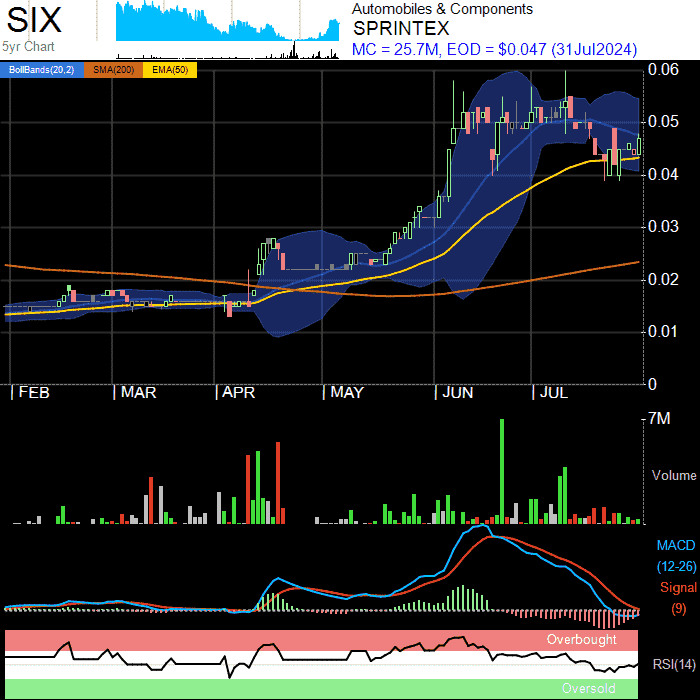 SIX
5yr Chart
Automobiles & Components
SPRINTEX
MC = 25.7M, EOD = $0.047 (31Jul2024)
BollBands(20,2) SMA(200) EMA(50)
0.06
0.05
0.04
0.03
0.02
0.01
0
FEB MAR APR MAY JUN JUL
7M
Volume
MACD
(12-26)
Signal
(9)
Overbought
RSI(14)
Oversold